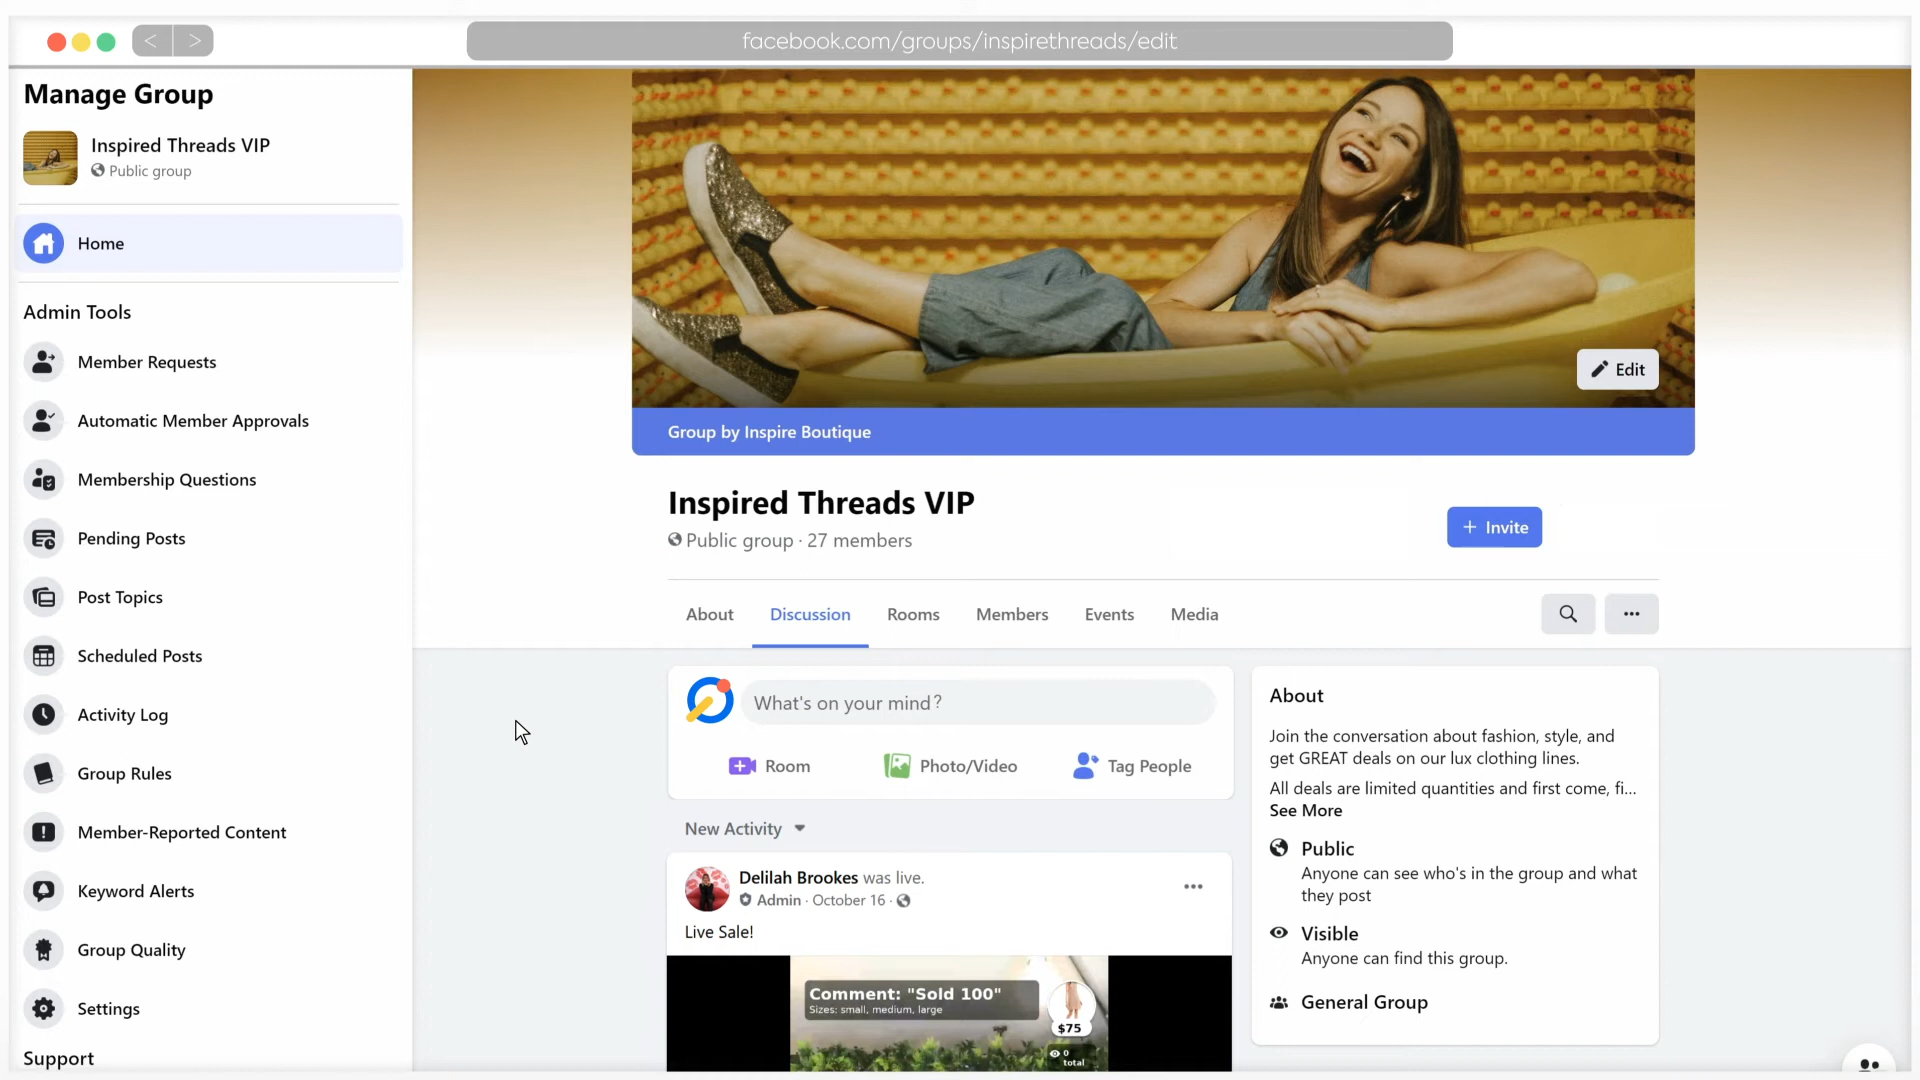 facebook.com/groups/inspirethreads/edit
Manage Group
Inspired Threads VIP
Public group
Home
Admin Tools
Member Requests
Automatic Member Approvals
Membership Questions
Pending Posts
Post Topics
Scheduled Posts
Activity Log
Group Rules
Member-Reported Content
Keyword Alerts
Group Quality
Settings
Support
Edit
Group by Inspire Boutique
Inspired Threads VIP
Public group · 27 members
+ Invite
About Discussion Rooms Members Events Media
What's on your mind?
Room Photo/Video Tag People
New Activity
Delilah Brookes was live.
Admin · October 16 ·
Live Sale!
Comment: "Sold 100"
Sizes: small, medium, large
$75
0
total
About
Join the conversation about fashion, style, and
get GREAT deals on our lux clothing lines.
All deals are limited quantities and first come, fi...
See More
Public
Anyone can see who's in the group and what
they post
Visible
Anyone can find this group.
General Group